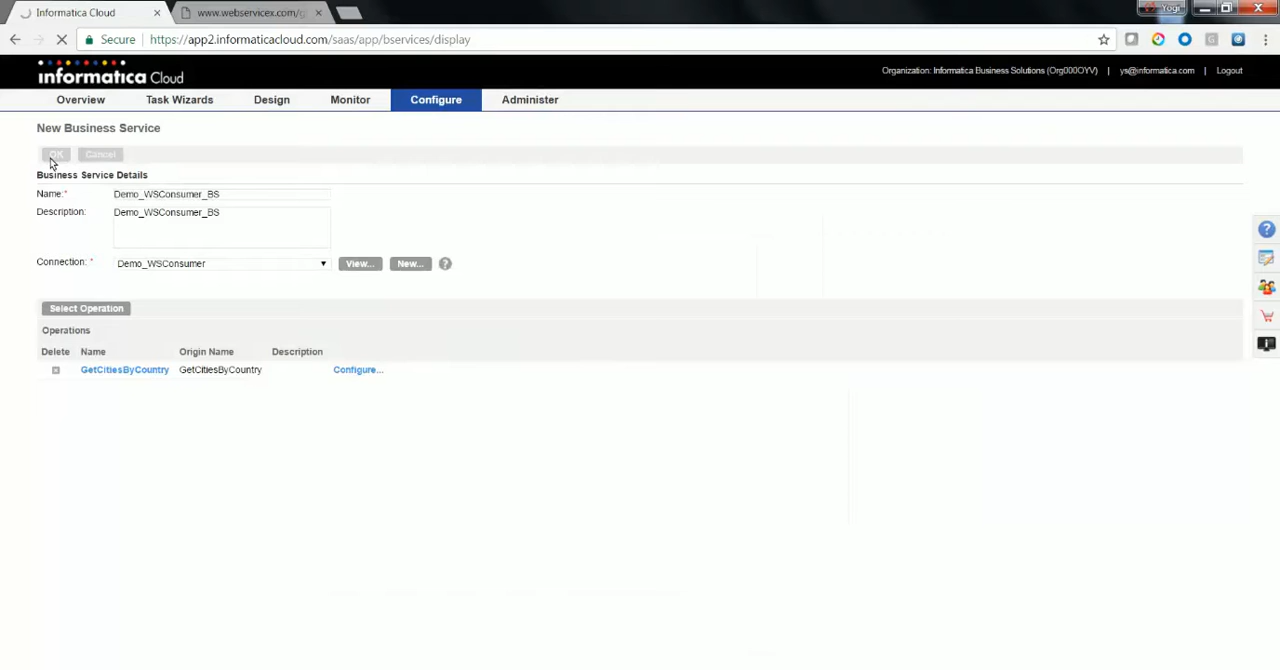 Informatica Cloud
www.webservicex.com/g
Yogi
Secure
https://app2.informaticacloud.com/saas/app/bservices/display
informatica Cloud
Organization: Informatica Business Solutions (Org000OYV) | ys@informatica.com | Logout
Overview Task Wizards Design Monitor Configure Administer
New Business Service
OK Cancel
Business Service Details
Name:* Demo_WSConsumer_BS
Description: Demo_WSConsumer_BS
Connection: * Demo_WSConsumer View... New... ?
Select Operation
Operations
Delete Name Origin Name Description
GetCitiesByCountry GetCitiesByCountry Configure...